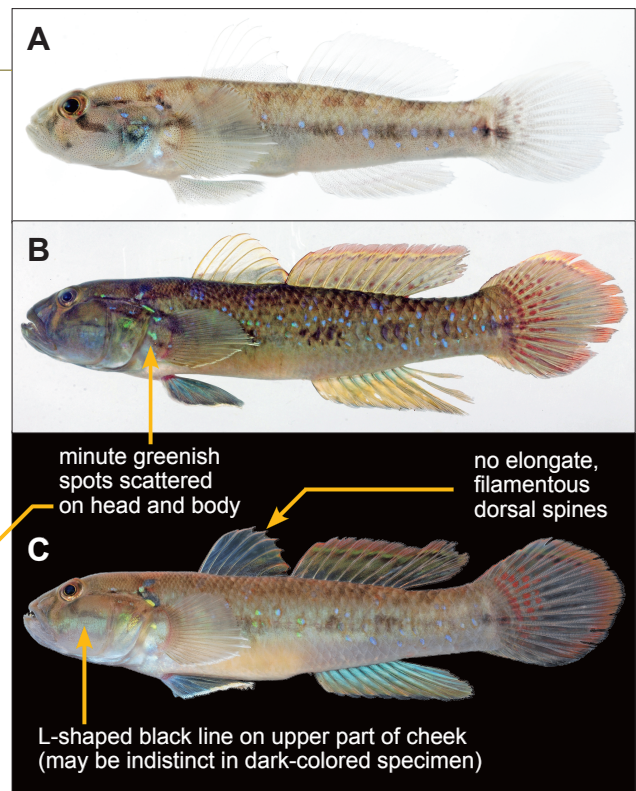 A
B
minute greenish
spots scattered
on head and body
no elongate,
filamentous
dorsal spines
C
L-shaped black line on upper part of cheek
(may be indistinct in dark-colored specimen)